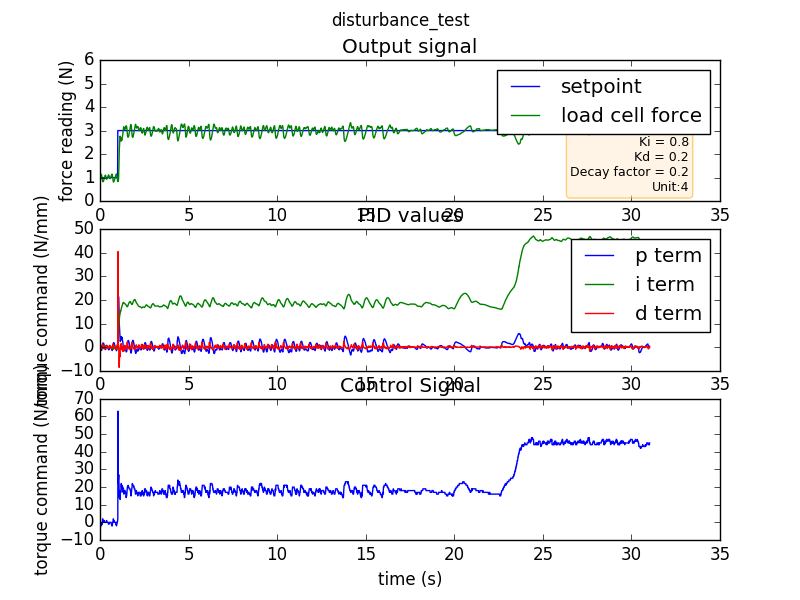 disturbance_test
Output signal
force reading (N)
6
5
4
3
2
1
0
setpoint
load cell force
Ki = 0.8
Kd = 0.2
Decay factor = 0.2
Unit:4
0 5 10 15 20 25 30 35
PID values
torque command (N/mm)
50
40
30
20
10
0
−10
p term
i term
d term
0 5 10 15 20 25 30 35
Control Signal
torque command (N/mm)
70
60
50
40
30
20
10
0
−10
0 5 10 15 20 25 30 35
time (s)